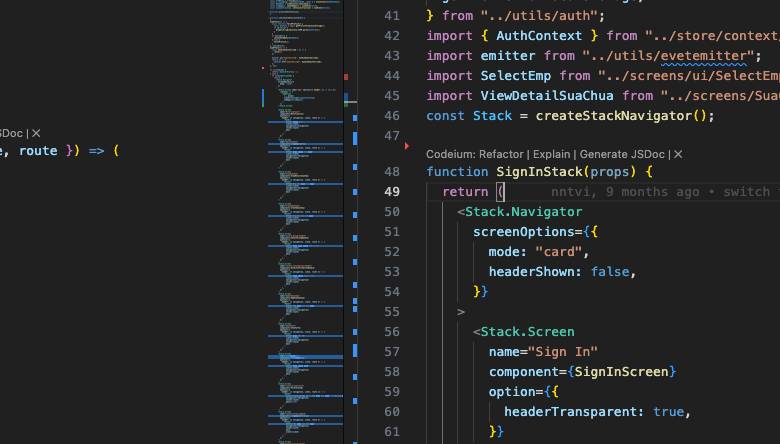 SDoc | ✕
e, route }) => (
41 } from "../utils/auth";
42 import { AuthContext } from "../store/context
43 import emitter from "../utils/evetemitter";
44 import SelectEmp from "../screens/ui/SelectEmp
45 import ViewDetailSuaChua from "../screens/Sua
46 const Stack = createStackNavigator();
47
Codeium: Refactor | Explain | Generate JSDoc | ✕
48 function SignInStack(props) {
49 return ( nntvi, 9 months ago • switch
50 <Stack.Navigator
51 screenOptions={{
52 mode: "card",
53 headerShown: false,
54 }}
55 >
56 <Stack.Screen
57 name="Sign In"
58 component={SignInScreen}
59 option={{
60 headerTransparent: true,
61 }}